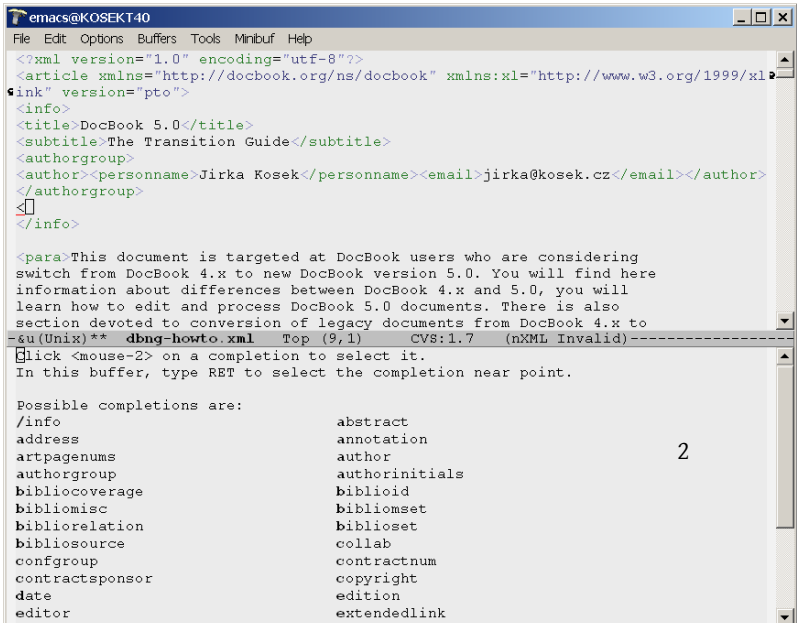 emacs@KOSEKT40
File Edit Options Buffers Tools Minibuf Help
<?xml version="1.0" encoding="utf-8"?>
<article xmlns="http://docbook.org/ns/docbook" xmlns:xl="http://www.w3.org/1999/xl
ink" version="pto">
<info>
<title>DocBook 5.0</title>
<subtitle>The Transition Guide</subtitle>
<authorgroup>
<author><personname>Jirka Kosek</personname><email>jirka@kosek.cz</email></author>
</authorgroup>
<
</info>
<para>This document is targeted at DocBook users who are considering
switch from DocBook 4.x to new DocBook version 5.0. You will find here
information about differences between DocBook 4.x and 5.0, you will
learn how to edit and process DocBook 5.0 documents. There is also
section devoted to conversion of legacy documents from DocBook 4.x to
-&u(Unix)** dbng-howto.xml Top (9,1) CVS:1.7 (nXML Invalid)------------------
Click <mouse-2> on a completion to select it.
In this buffer, type RET to select the completion near point.
Possible completions are:
/info abstract
address annotation
artpagenums author
authorgroup authorinitials
bibliocoverage biblioid
bibliomisc bibliomset
bibliorelation biblioset
bibliosource collab
confgroup contractnum
contractsponsor copyright
date edition
editor extendedlink
2